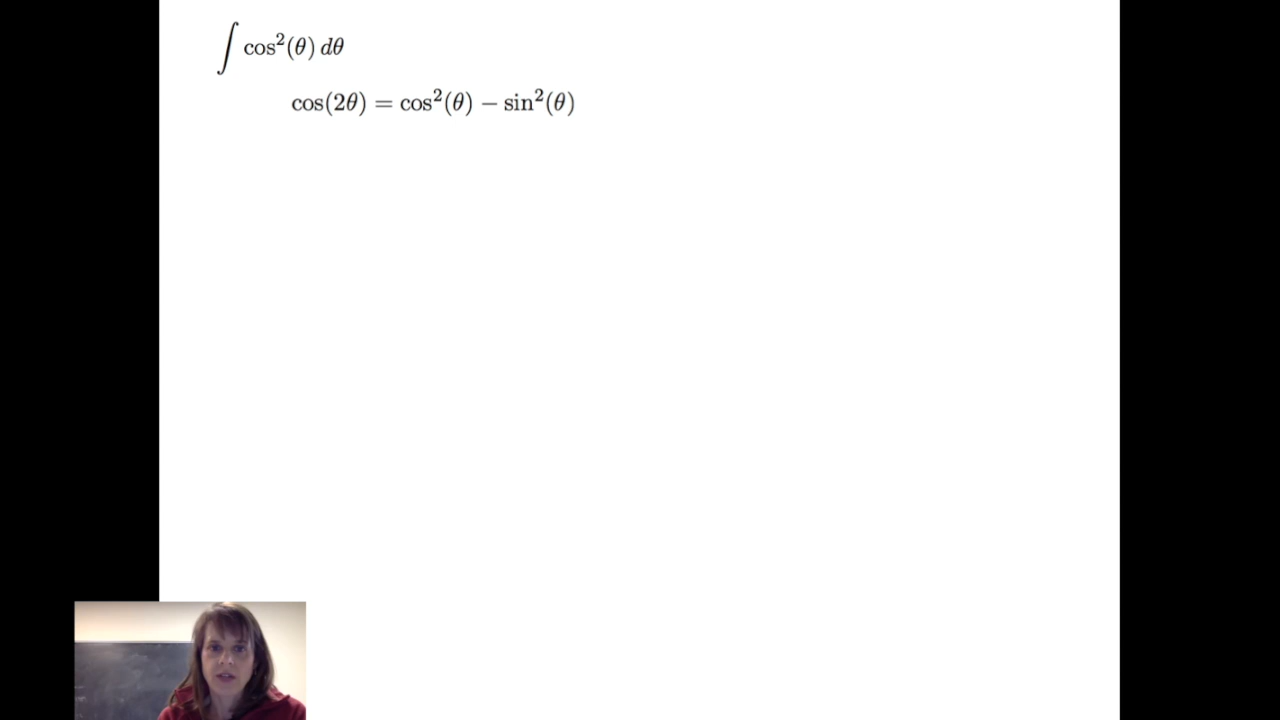 ∫ cos²(θ) dθ
cos(2θ) = cos²(θ) − sin²(θ)